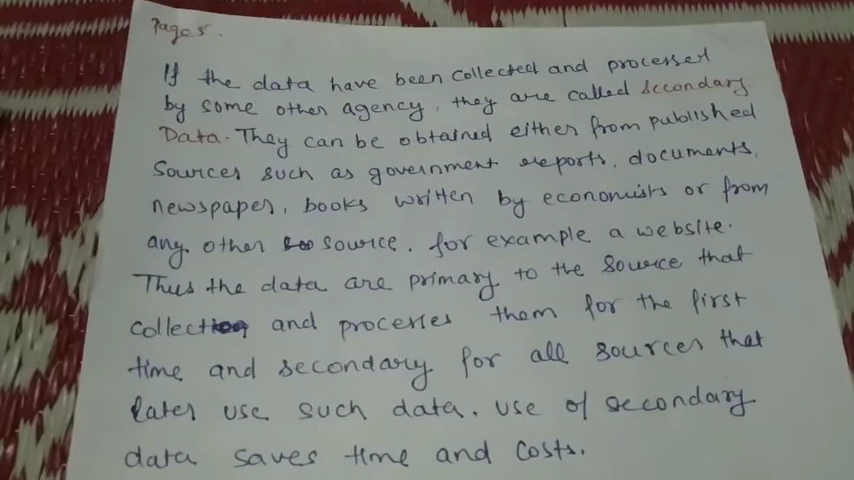 Page 5.
If the data have been collected and processed
by some other agency, they are called Secondary
Data. They can be obtained either from published
Sources such as government reports, documents,
newspaper, books written by economists or from
any other source, for example a website.
Thus the data are primary to the source that
collect and processes them for the first
time and secondary for all sources that
later use such data. use of secondary
data saves time and costs.